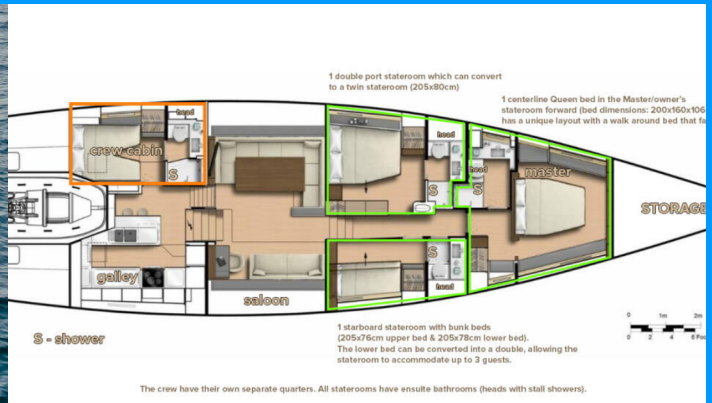 1 double port stateroom which can convert
to a twin stateroom (205x80cm)
1 centerline Queen bed in the Master/owner's
stateroom forward (bed dimensions: 200x160x106
has a unique layout with a walk around bed that fa
head
crew cabin
S
head
S
head
S
master
STORAGE
galley
saloon
S
head
S - shower
0 1m 2m
0 2 4 6 Foo
1 starboard stateroom with bunk beds
(205x76cm upper bed & 205x78cm lower bed).
The lower bed can be converted into a double, allowing the
stateroom to accommodate up to 3 guests.
The crew have their own separate quarters. All staterooms have ensuite bathrooms (heads with stall showers).